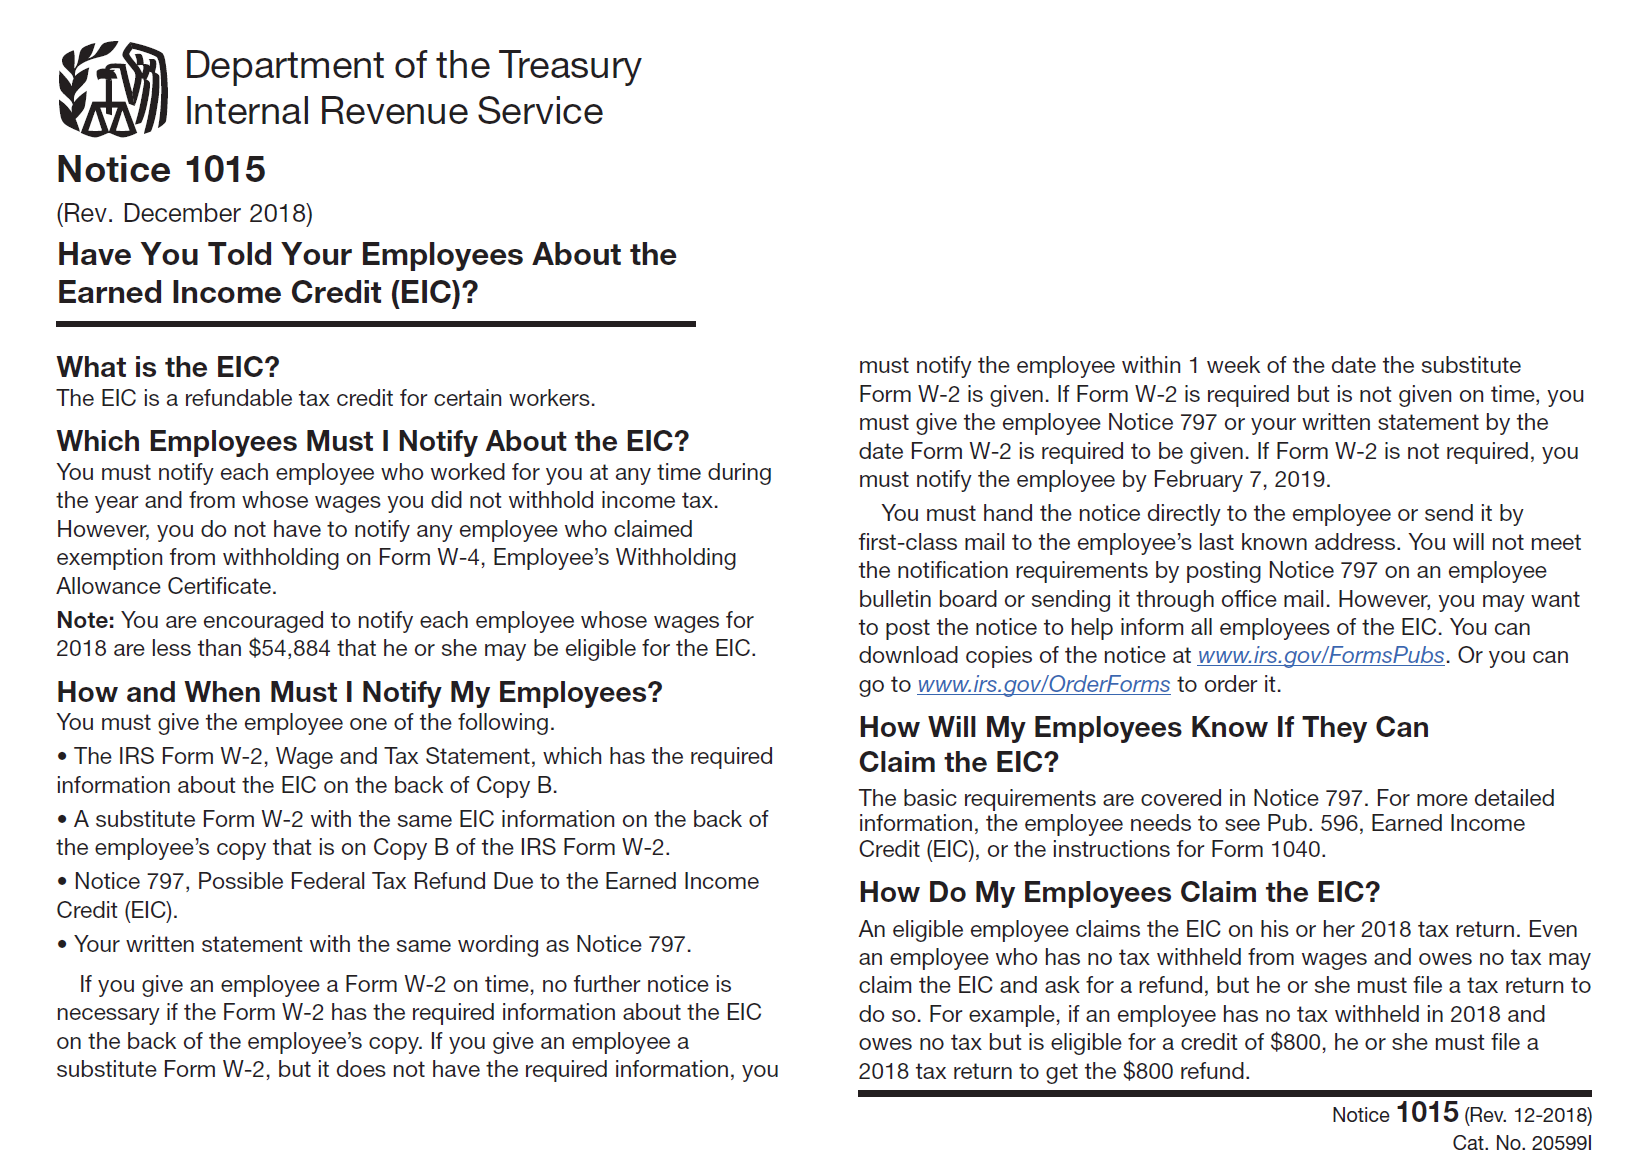 Department of the Treasury
Internal Revenue Service
Notice 1015
(Rev. December 2018)
Have You Told Your Employees About the
Earned Income Credit (EIC)?
What is the EIC?
The EIC is a refundable tax credit for certain workers.
Which Employees Must I Notify About the EIC?
You must notify each employee who worked for you at any time during
the year and from whose wages you did not withhold income tax.
However, you do not have to notify any employee who claimed
exemption from withholding on Form W-4, Employee’s Withholding
Allowance Certificate.
Note: You are encouraged to notify each employee whose wages for
2018 are less than $54,884 that he or she may be eligible for the EIC.
How and When Must I Notify My Employees?
You must give the employee one of the following.
• The IRS Form W-2, Wage and Tax Statement, which has the required
information about the EIC on the back of Copy B.
• A substitute Form W-2 with the same EIC information on the back of
the employee’s copy that is on Copy B of the IRS Form W-2.
• Notice 797, Possible Federal Tax Refund Due to the Earned Income
Credit (EIC).
• Your written statement with the same wording as Notice 797.
If you give an employee a Form W-2 on time, no further notice is
necessary if the Form W-2 has the required information about the EIC
on the back of the employee’s copy. If you give an employee a
substitute Form W-2, but it does not have the required information, you
must notify the employee within 1 week of the date the substitute
Form W-2 is given. If Form W-2 is required but is not given on time, you
must give the employee Notice 797 or your written statement by the
date Form W-2 is required to be given. If Form W-2 is not required, you
must notify the employee by February 7, 2019.
You must hand the notice directly to the employee or send it by
first-class mail to the employee’s last known address. You will not meet
the notification requirements by posting Notice 797 on an employee
bulletin board or sending it through office mail. However, you may want
to post the notice to help inform all employees of the EIC. You can
download copies of the notice at www.irs.gov/FormsPubs. Or you can
go to www.irs.gov/OrderForms to order it.
How Will My Employees Know If They Can
Claim the EIC?
The basic requirements are covered in Notice 797. For more detailed
information, the employee needs to see Pub. 596, Earned Income
Credit (EIC), or the instructions for Form 1040.
How Do My Employees Claim the EIC?
An eligible employee claims the EIC on his or her 2018 tax return. Even
an employee who has no tax withheld from wages and owes no tax may
claim the EIC and ask for a refund, but he or she must file a tax return to
do so. For example, if an employee has no tax withheld in 2018 and
owes no tax but is eligible for a credit of $800, he or she must file a
2018 tax return to get the $800 refund.
Notice 1015 (Rev. 12-2018)
Cat. No. 20599I